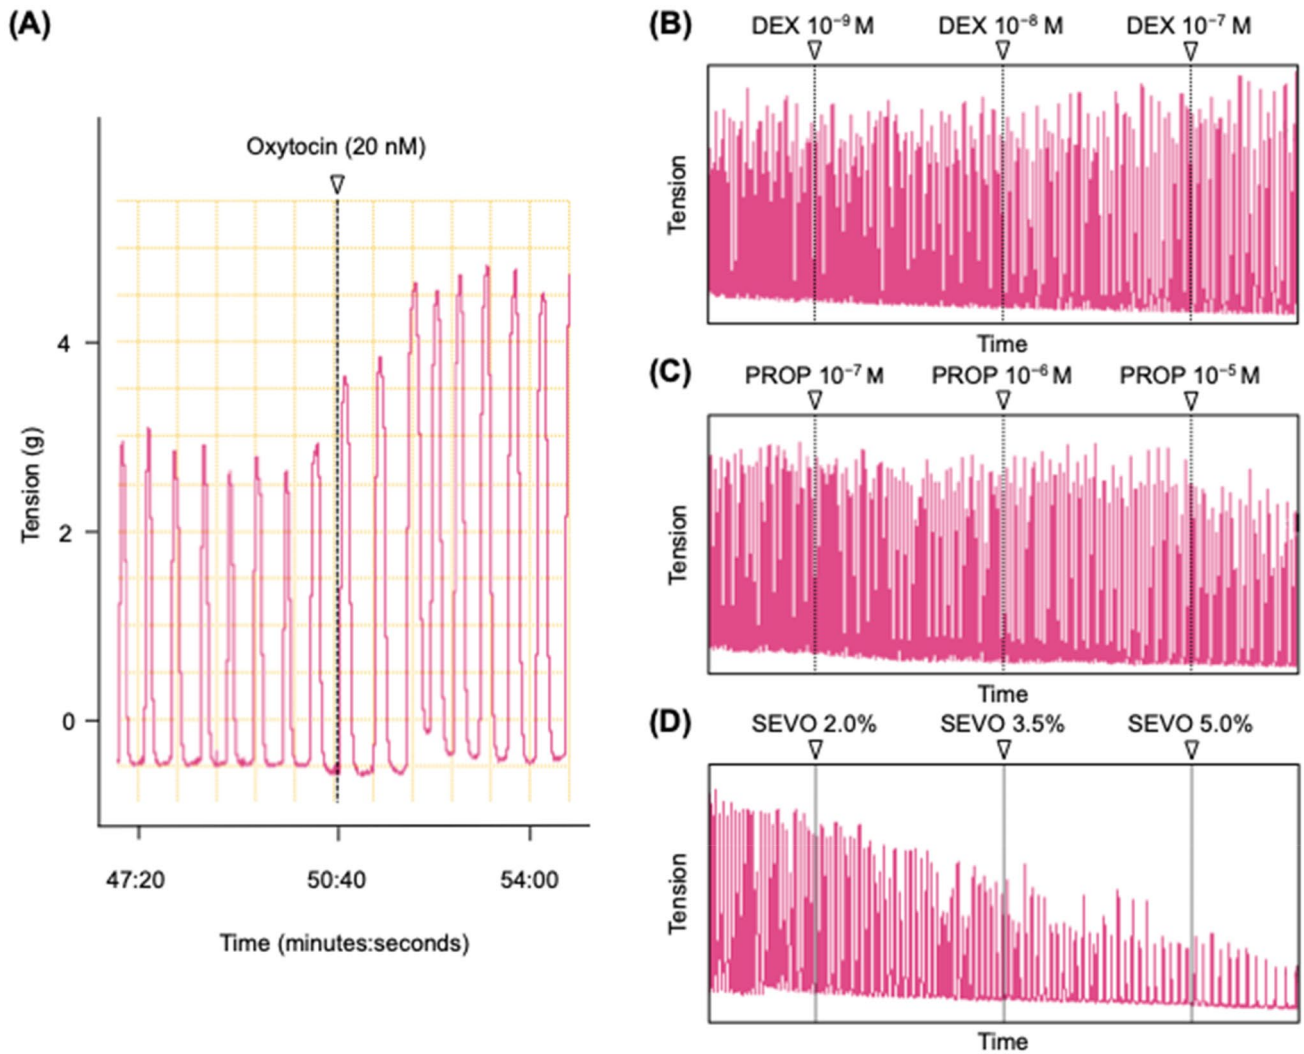 (A)
Oxytocin (20 nM)
4
2
0
Tension (g)
47:20
50:40
54:00
Time (minutes:seconds)
(B)
DEX 10⁻⁹ M
DEX 10⁻⁸ M
DEX 10⁻⁷ M
Tension
Time
(C)
PROP 10⁻⁷ M
PROP 10⁻⁶ M
PROP 10⁻⁵ M
Tension
Time
(D)
SEVO 2.0%
SEVO 3.5%
SEVO 5.0%
Tension
Time